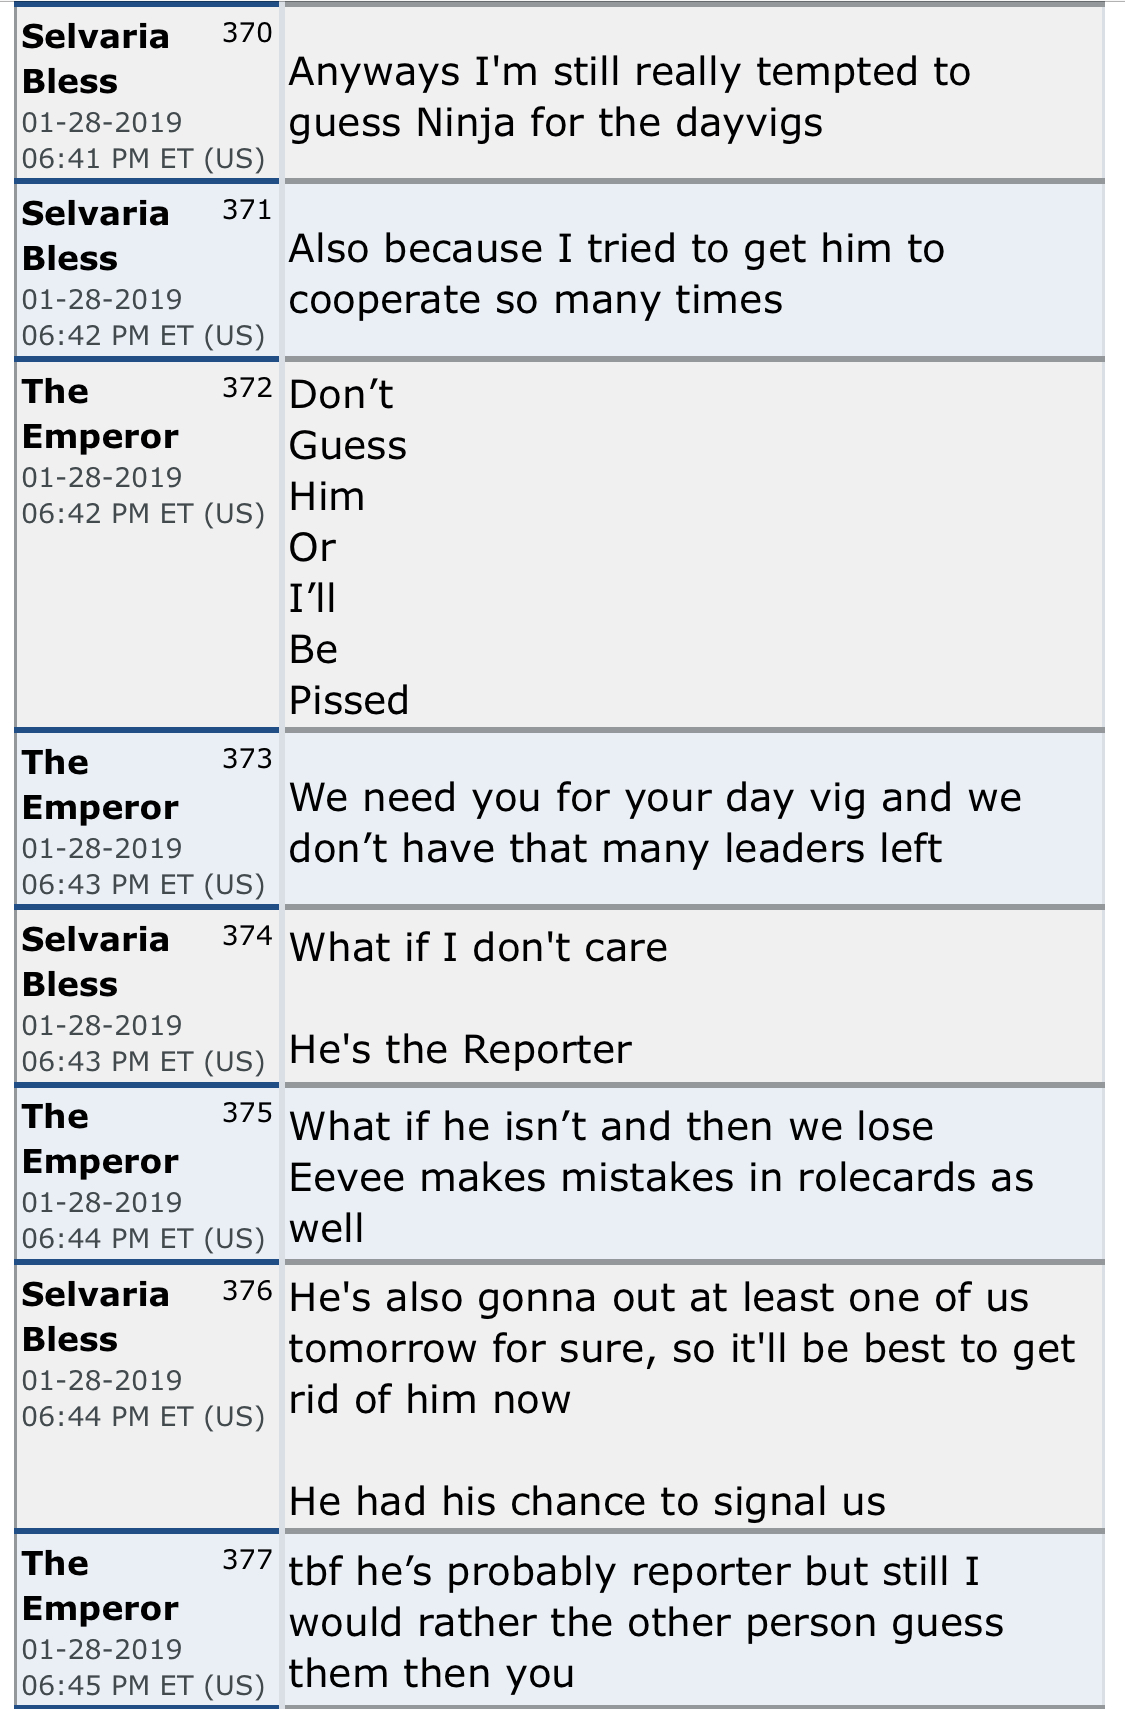 Selvaria 370
Bless
01-28-2019
06:41 PM ET (US)
Anyways I'm still really tempted to
guess Ninja for the dayvigs
Selvaria 371
Bless
01-28-2019
06:42 PM ET (US)
Also because I tried to get him to
cooperate so many times
The 372
Emperor
01-28-2019
06:42 PM ET (US)
Don’t
Guess
Him
Or
I’ll
Be
Pissed
The 373
Emperor
01-28-2019
06:43 PM ET (US)
We need you for your day vig and we
don’t have that many leaders left
Selvaria 374
Bless
01-28-2019
06:43 PM ET (US)
What if I don't care
He's the Reporter
The 375
Emperor
01-28-2019
06:44 PM ET (US)
What if he isn’t and then we lose
Eevee makes mistakes in rolecards as
well
Selvaria 376
Bless
01-28-2019
06:44 PM ET (US)
He's also gonna out at least one of us
tomorrow for sure, so it'll be best to get
rid of him now
He had his chance to signal us
The 377
Emperor
01-28-2019
06:45 PM ET (US)
tbf he’s probably reporter but still I
would rather the other person guess
them then you